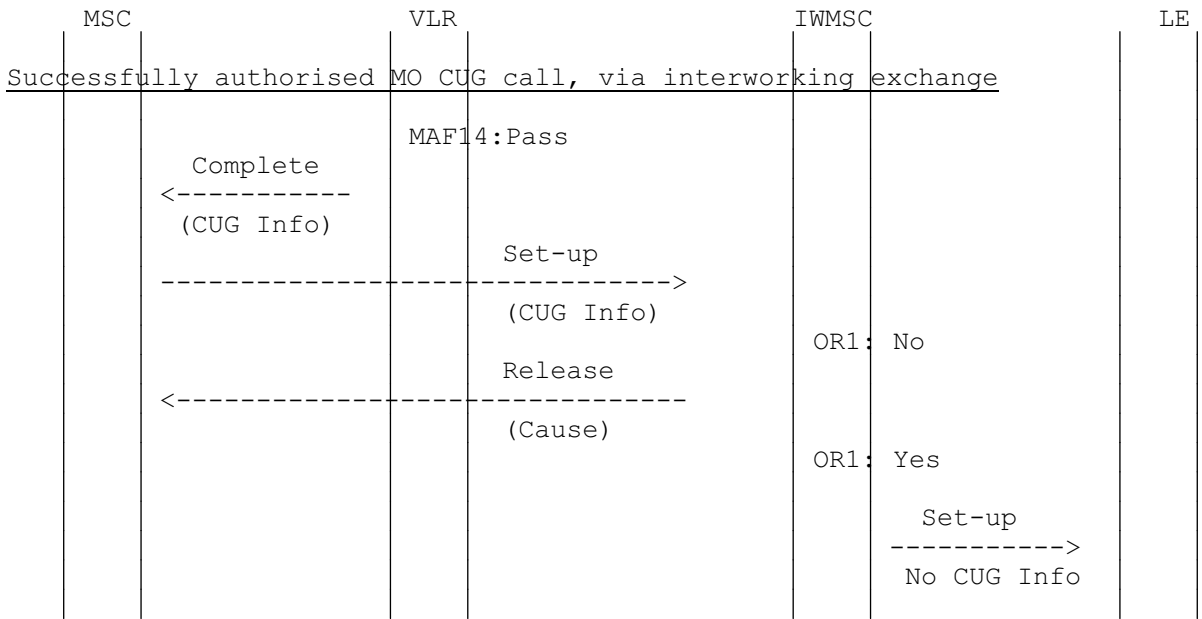 MSC VLR IWMSC LE
Successfully authorised MO CUG call, via interworking exchange
MAF14:Pass
Complete
<-----------
(CUG Info)
Set-up
--------------------------------->
(CUG Info)
OR1: No
Release
<---------------------------------
(Cause)
OR1: Yes
Set-up
----------->
No CUG Info